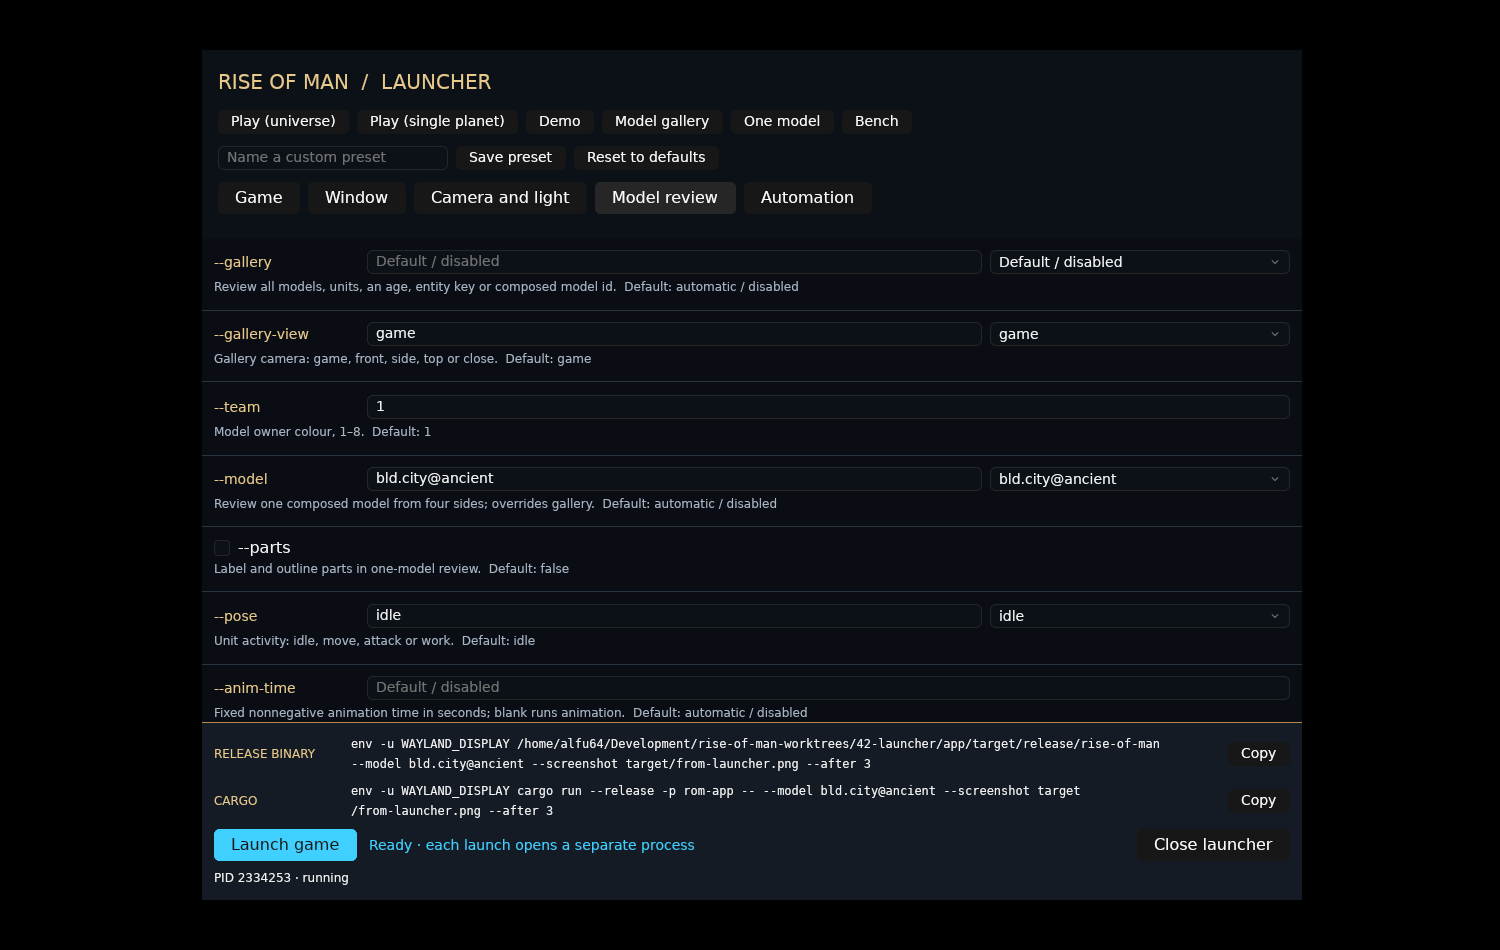 RISE OF MAN / LAUNCHER
Play (universe) Play (single planet) Demo Model gallery One model Bench
Name a custom preset Save preset Reset to defaults
Game Window Camera and light Model review Automation
--gallery Default / disabled Default / disabled
Review all models, units, an age, entity key or composed model id. Default: automatic / disabled
--gallery-view game game
Gallery camera: game, front, side, top or close. Default: game
--team 1
Model owner colour, 1–8. Default: 1
--model bld.city@ancient bld.city@ancient
Review one composed model from four sides; overrides gallery. Default: automatic / disabled
--parts
Label and outline parts in one-model review. Default: false
--pose idle idle
Unit activity: idle, move, attack or work. Default: idle
--anim-time Default / disabled
Fixed nonnegative animation time in seconds; blank runs animation. Default: automatic / disabled
RELEASE BINARY env -u WAYLAND_DISPLAY /home/alfu64/Development/rise-of-man-worktrees/42-launcher/app/target/release/rise-of-man
--model bld.city@ancient --screenshot target/from-launcher.png --after 3 Copy
CARGO env -u WAYLAND_DISPLAY cargo run --release -p rom-app -- --model bld.city@ancient --screenshot target
/from-launcher.png --after 3 Copy
Launch game Ready · each launch opens a separate process Close launcher
PID 2334253 · running